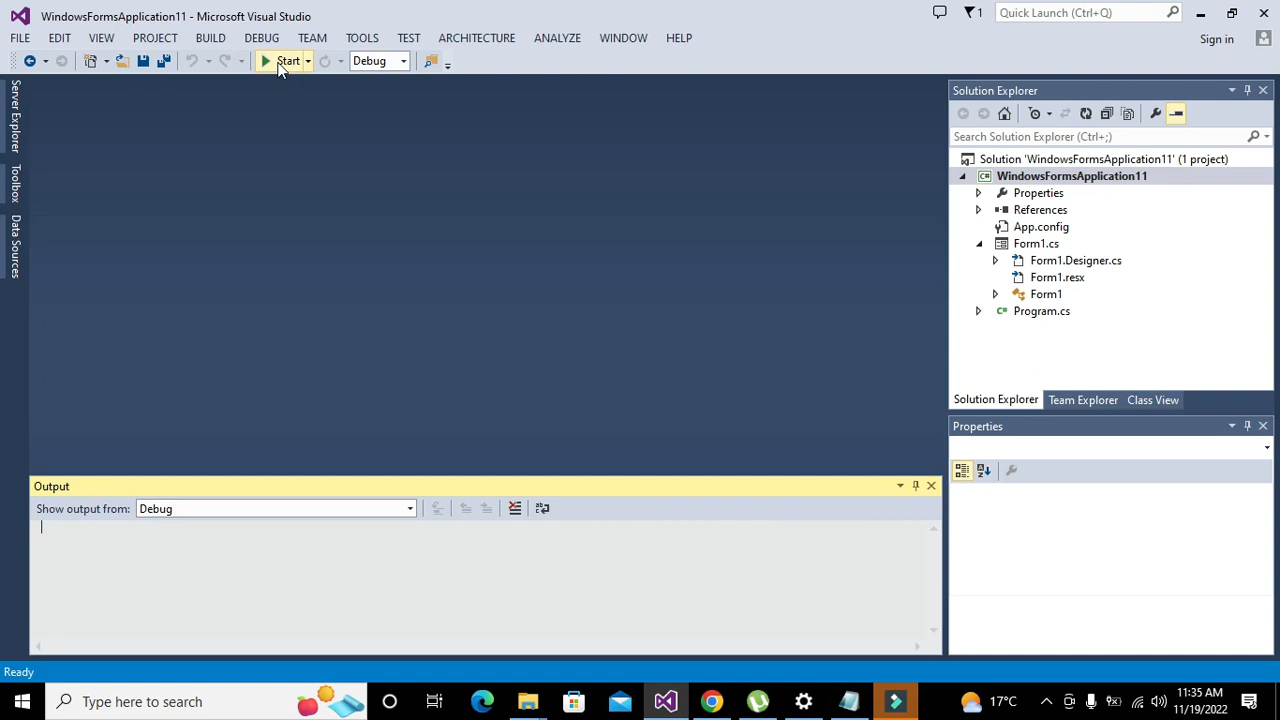 WindowsFormsApplication11 - Microsoft Visual Studio
1
Quick Launch (Ctrl+Q)
FILE EDIT VIEW PROJECT BUILD DEBUG TEAM TOOLS TEST ARCHITECTURE ANALYZE WINDOW HELP
Sign in
Start
Debug
Server Explorer
Toolbox
Data Sources
Solution Explorer
Search Solution Explorer (Ctrl+;)
Solution 'WindowsFormsApplication11' (1 project)
WindowsFormsApplication11
Properties
References
App.config
Form1.cs
Form1.Designer.cs
Form1.resx
Form1
Program.cs
Solution Explorer Team Explorer Class View
Properties
Output
Show output from: Debug
Ready
Type here to search
17°C
11:35 AM
11/19/2022